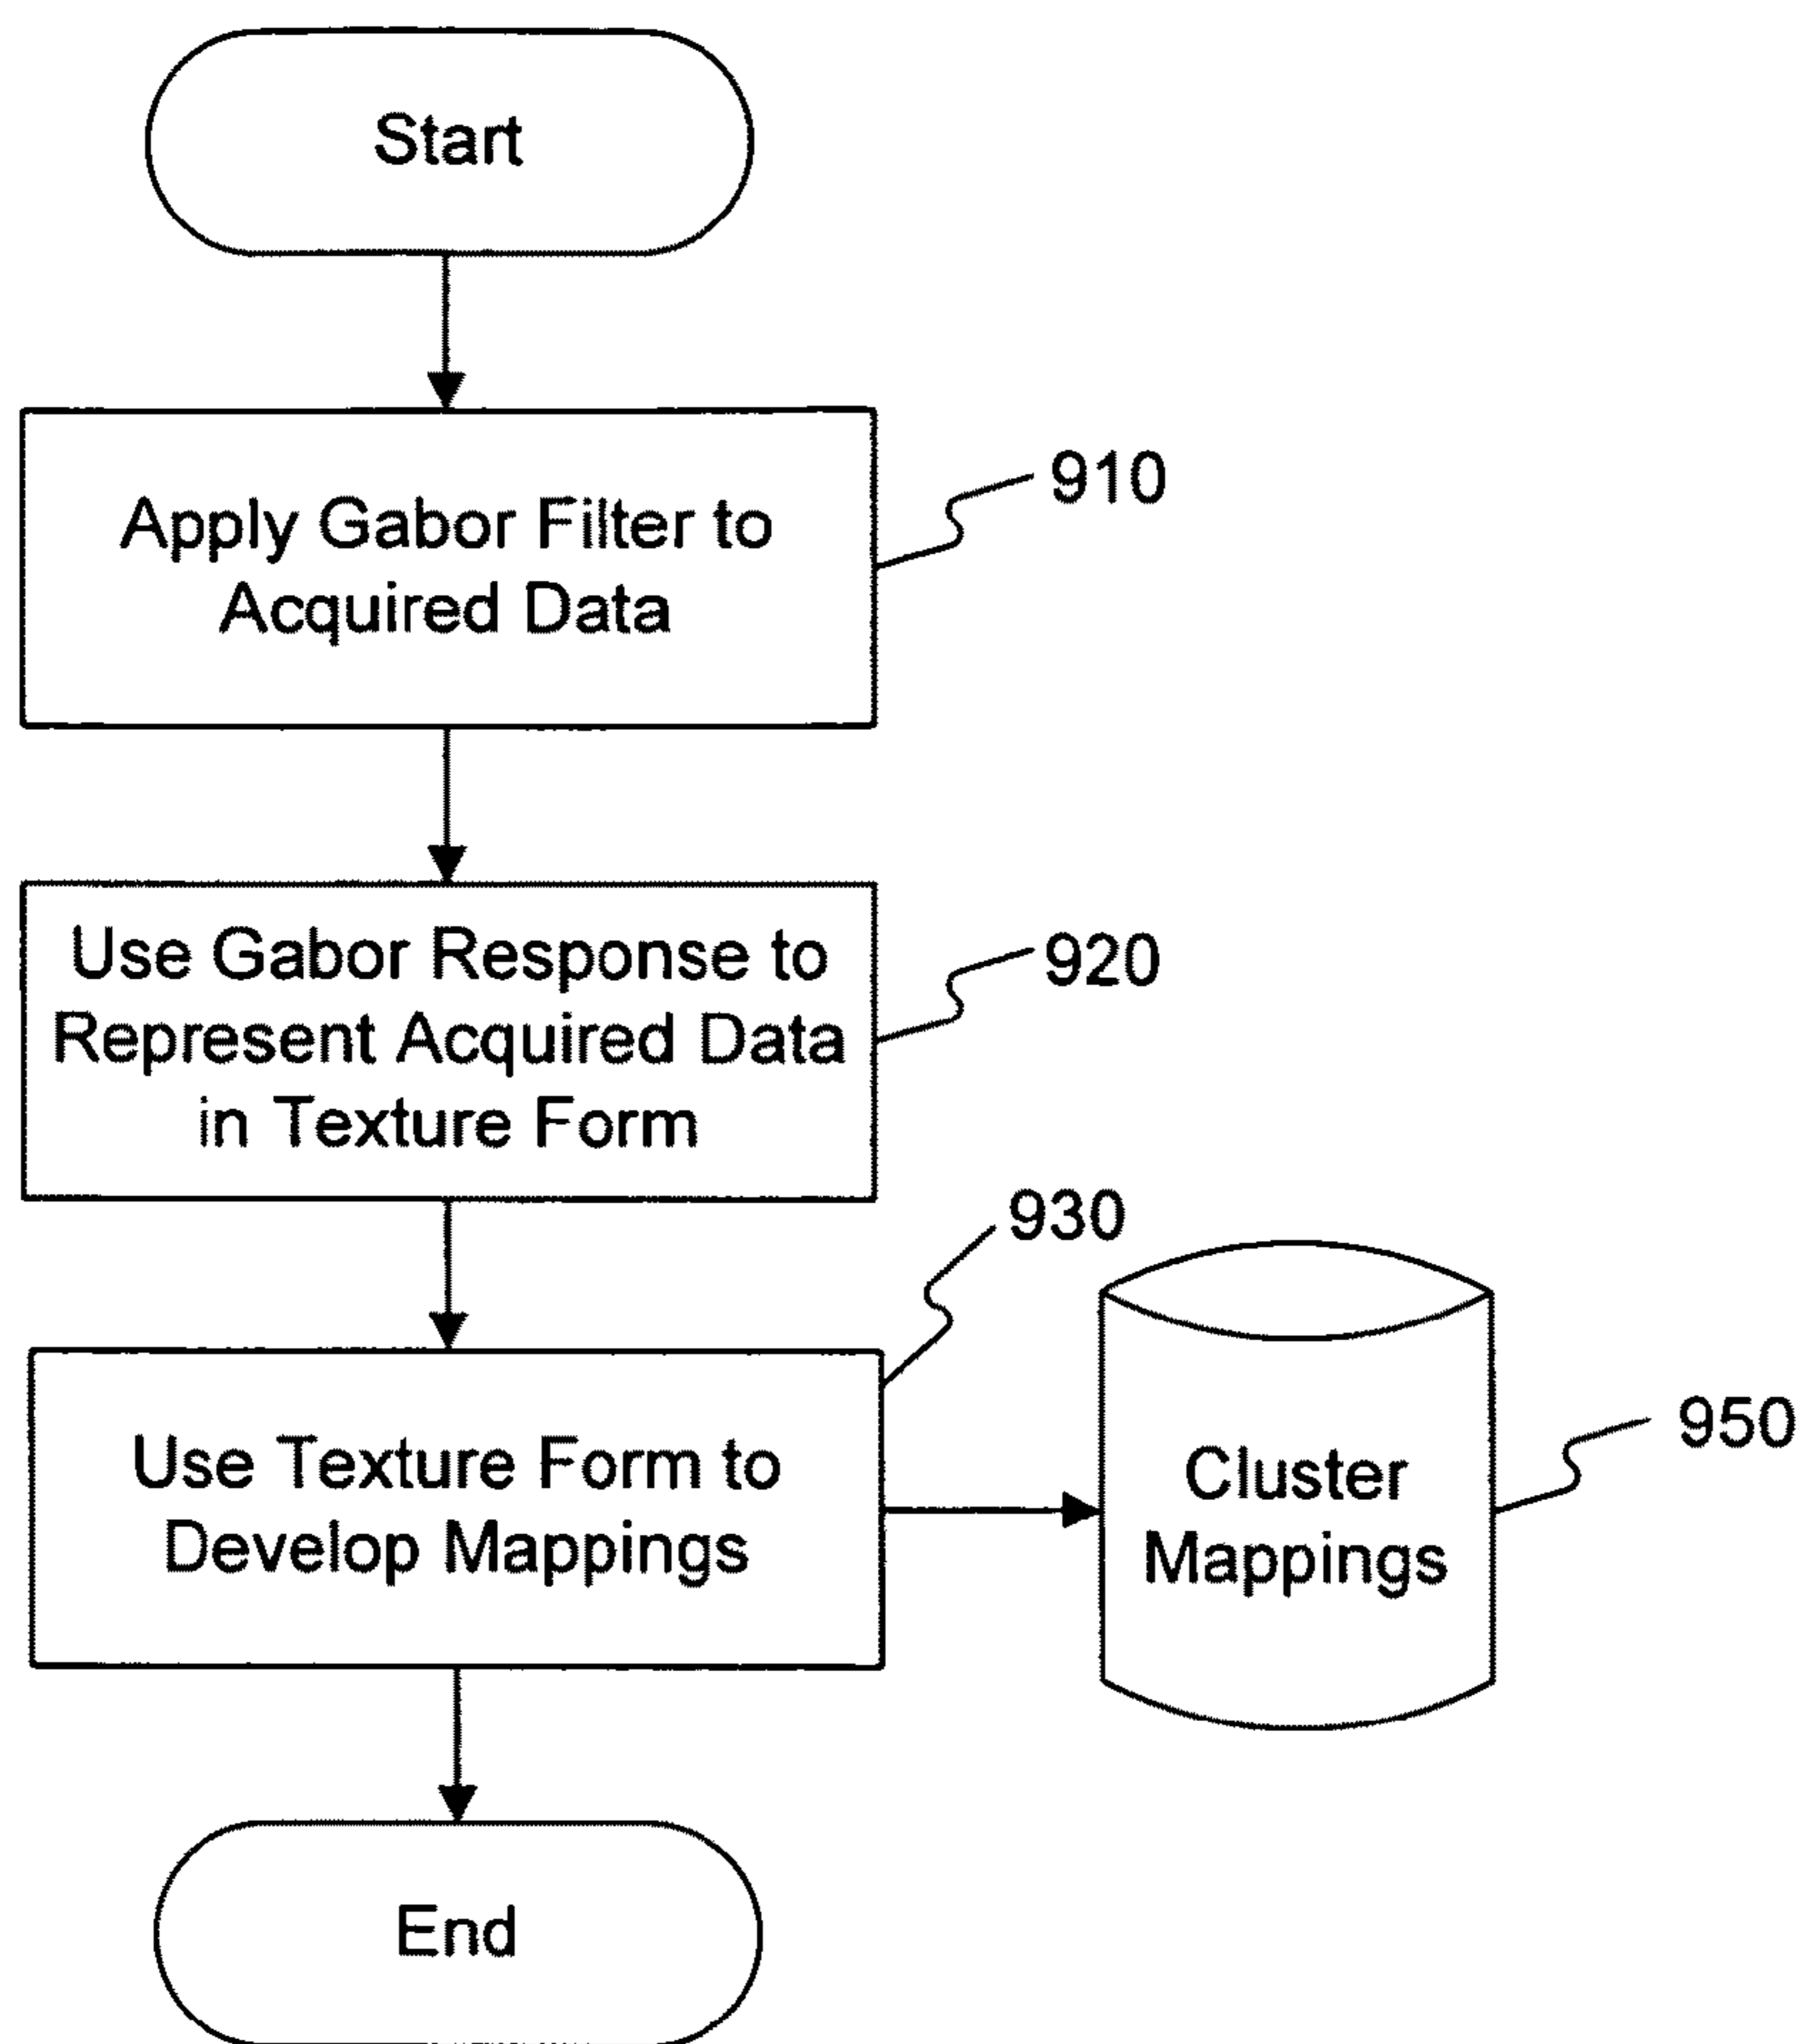 Start
Apply Gabor Filter to
Acquired Data
910
Use Gabor Response to
Represent Acquired Data
in Texture Form
920
930
Use Texture Form to
Develop Mappings
Cluster
Mappings
950
End